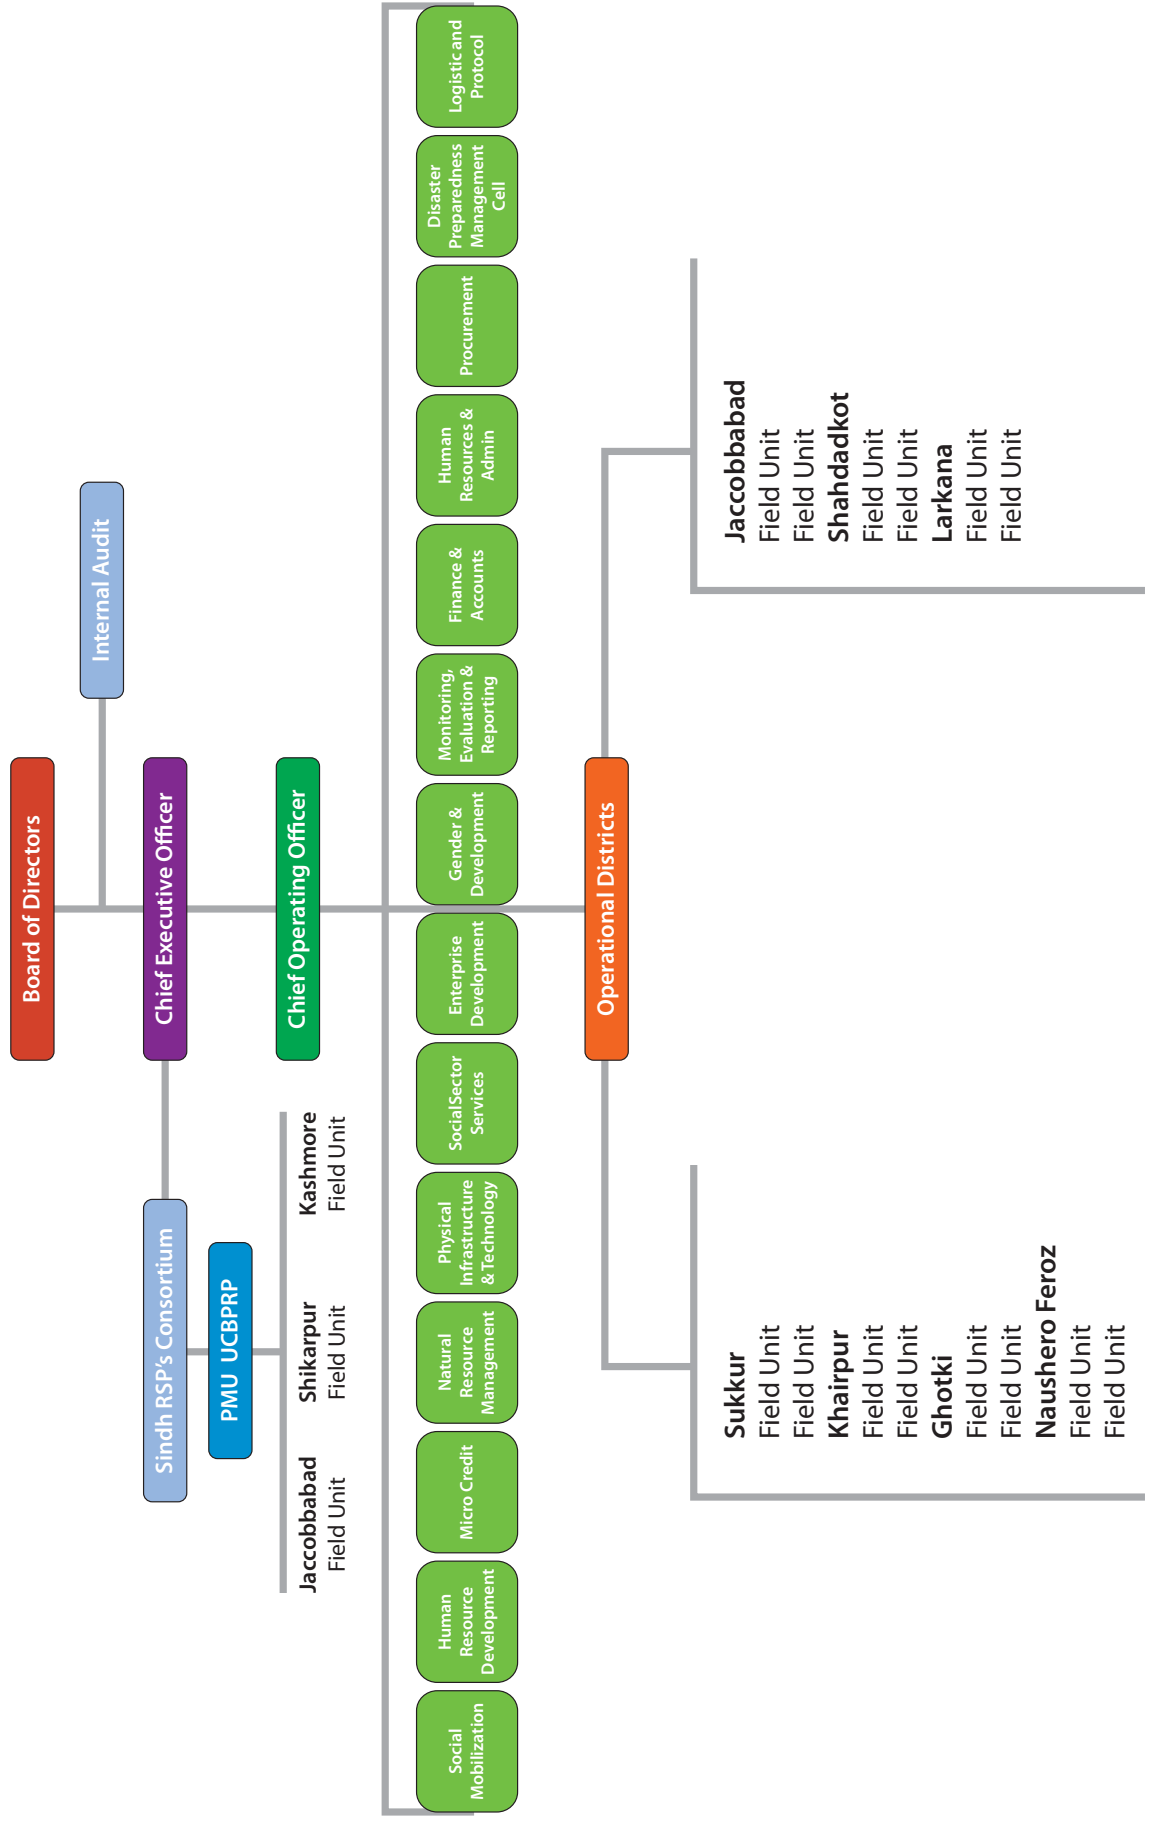 Board of Directors
Internal Audit
Chief Executive Officer
Sindh RSP's Consortium
PMU UCBPRP
Chief Operating Officer
Jaccobbabad
Field Unit
Shikarpur
Field Unit
Kashmore
Field Unit
Social
Mobilization
Human
Resource
Development
Micro Credit
Natural
Resource
Management
Physical
Infrastructure
& Technology
SocialSector
Services
Enterprise
Development
Gender &
Development
Monitoring,
Evaluation &
Reporting
Finance &
Accounts
Human
Resources &
Admin
Procurement
Disaster
Preparedness
Management
Cell
Logistic and
Protocol
Operational Districts
Sukkur
Field Unit
Field Unit
Khairpur
Field Unit
Field Unit
Ghotki
Field Unit
Field Unit
Naushero Feroz
Field Unit
Field Unit
Jaccobbabad
Field Unit
Field Unit
Shahdadkot
Field Unit
Field Unit
Larkana
Field Unit
Field Unit